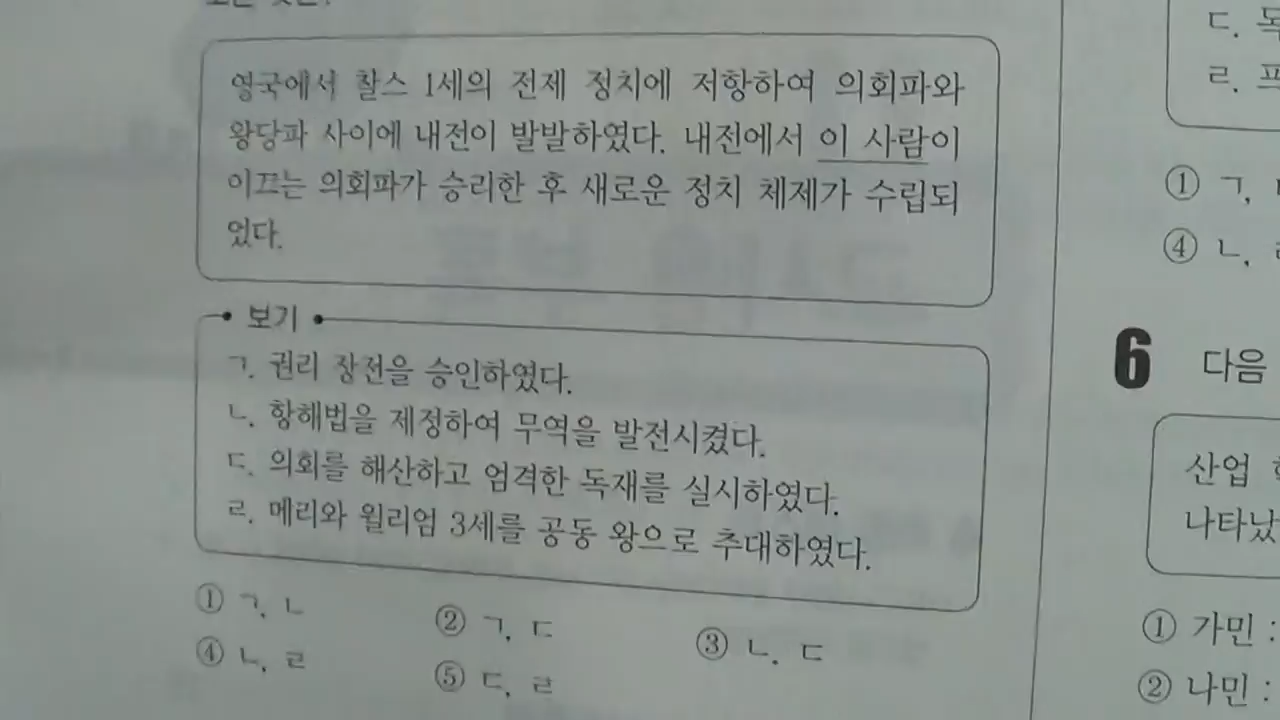 영국에서 찰스 1세의 전제 정치에 저항하여 의회파와
왕당파 사이에 내전이 발발하였다. 내전에서 이 사람이
이끄는 의회파가 승리한 후 새로운 정치 체제가 수립되
었다.
보기
ㄱ. 권리 장전을 승인하였다.
ㄴ. 항해법을 제정하여 무역을 발전시켰다.
ㄷ. 의회를 해산하고 엄격한 독재를 실시하였다.
ㄹ. 메리와 윌리엄 3세를 공동 왕으로 추대하였다.
① ㄱ, ㄴ ② ㄱ, ㄷ ③ ㄴ, ㄷ
④ ㄴ, ㄹ ⑤ ㄷ, ㄹ
ㄷ. 독
ㄹ. 프
① ㄱ,
④ ㄴ,
6 다음
산업
나타났
① 가민 :
② 나민 :